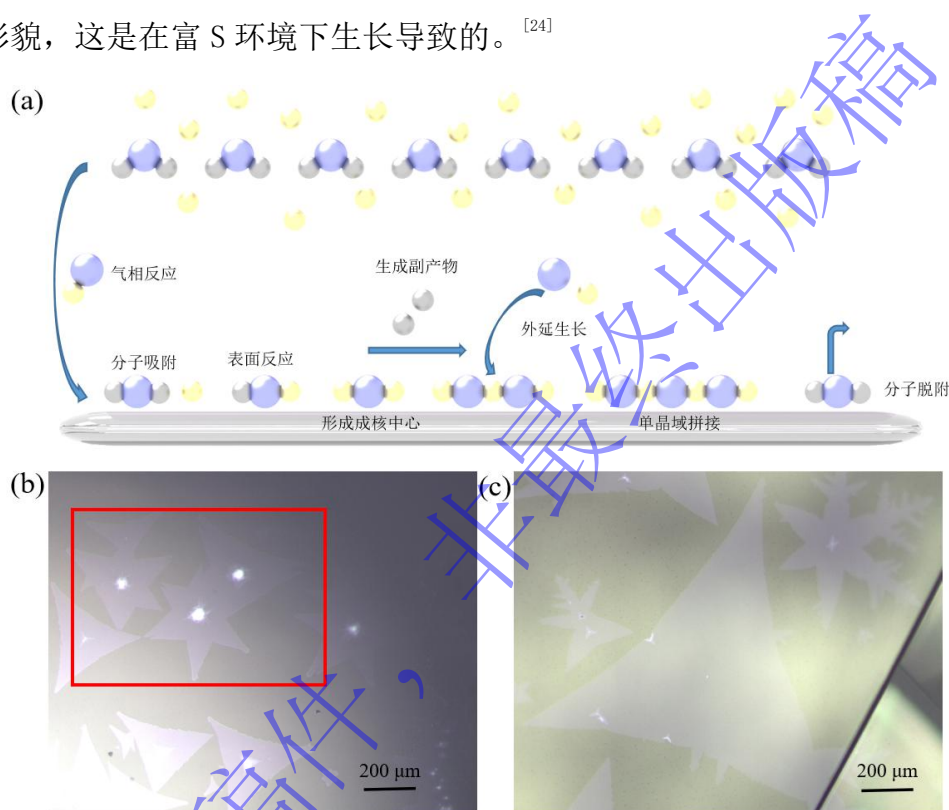 形貌，这是在富 S 环境下生长导致的。[24]
(a)
气相反应
生成副产物
外延生长
分子吸附
表面反应
分子脱附
形成成核中心
单晶域拼接
(b)
(c)
200 μm
200 μm
稿件，非最终出版稿